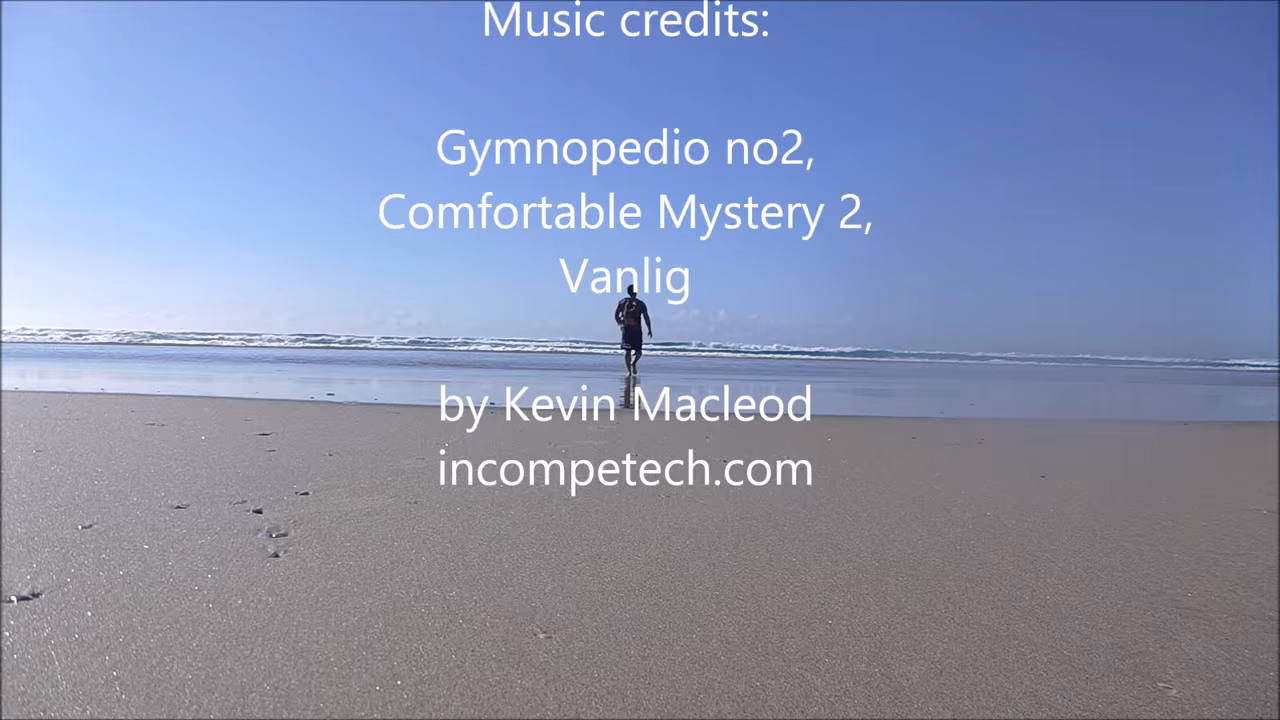 Music credits:
Gymnopedio no2,
Comfortable Mystery 2,
Vanlig
by Kevin Macleod
incompetech.com